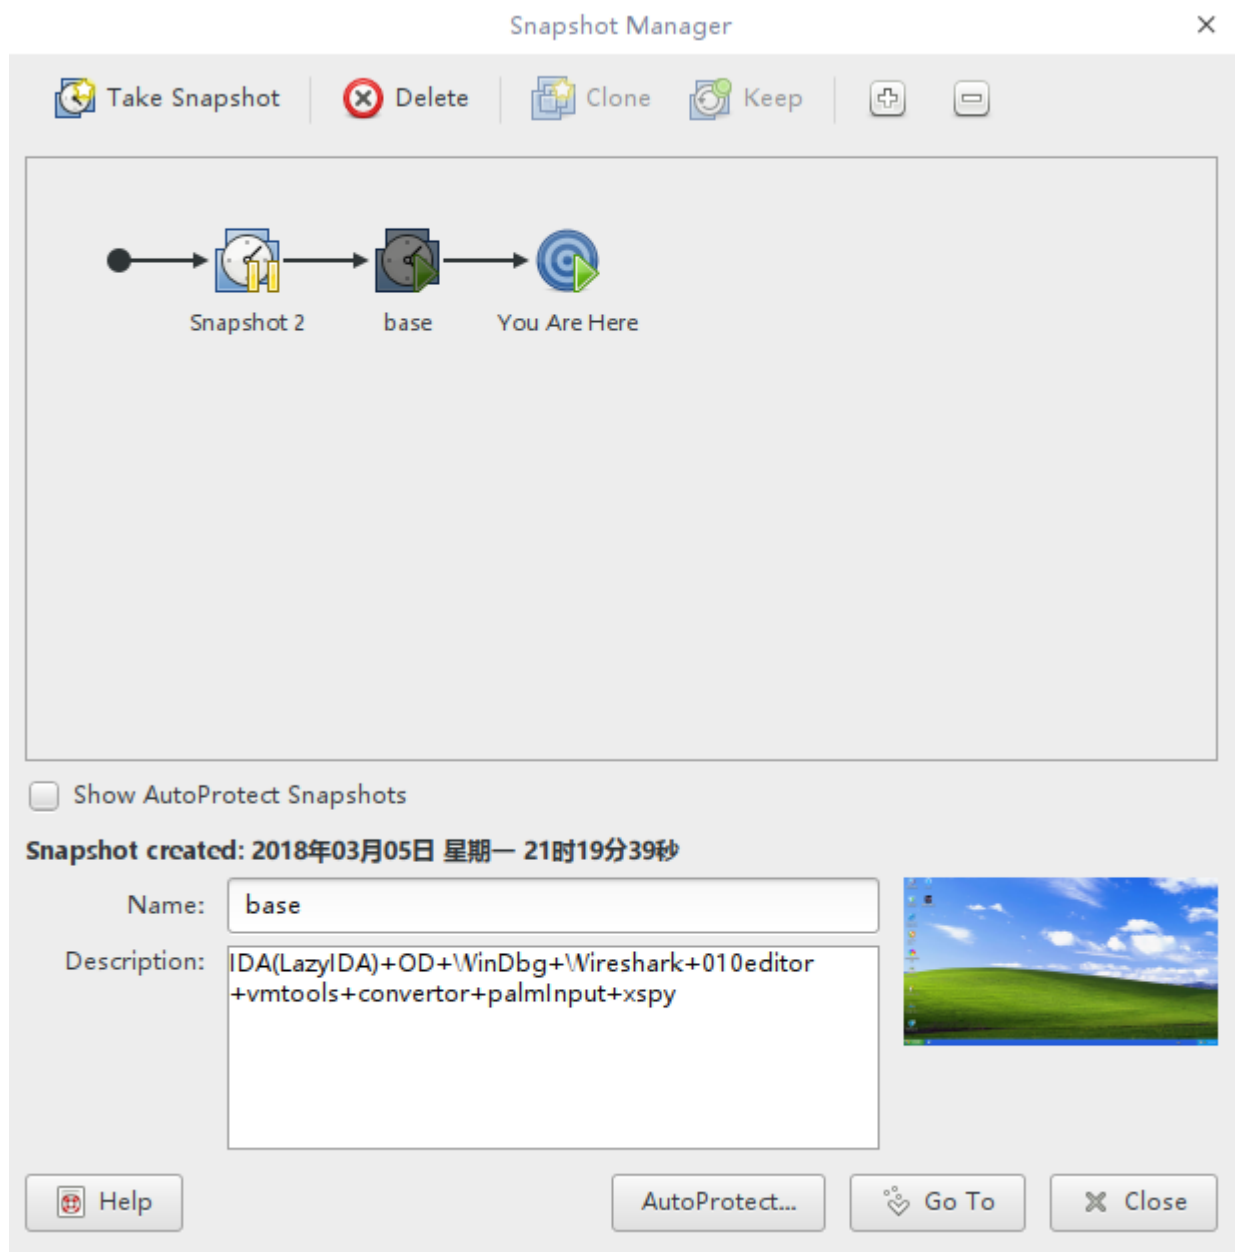 Snapshot Manager
Take Snapshot Delete Clone Keep
Snapshot 2 base You Are Here
Show AutoProtect Snapshots
Snapshot created: 2018年03月05日 星期一 21时19分39秒
Name: base
Description: IDA(LazyIDA)+OD+WinDbg+Wireshark+010editor
+vmtools+convertor+palmInput+xspy
Help AutoProtect... Go To Close